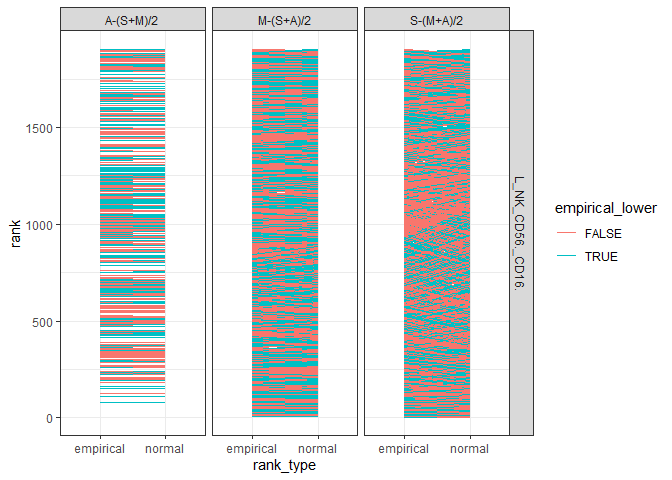 A-(S+M)/2
M-(S+A)/2
S-(M+A)/2
1500
1000
500
0
rank
L_NK_CD56._CD16.
empirical_lower
FALSE
TRUE
empirical normal
empirical normal
empirical normal
rank_type